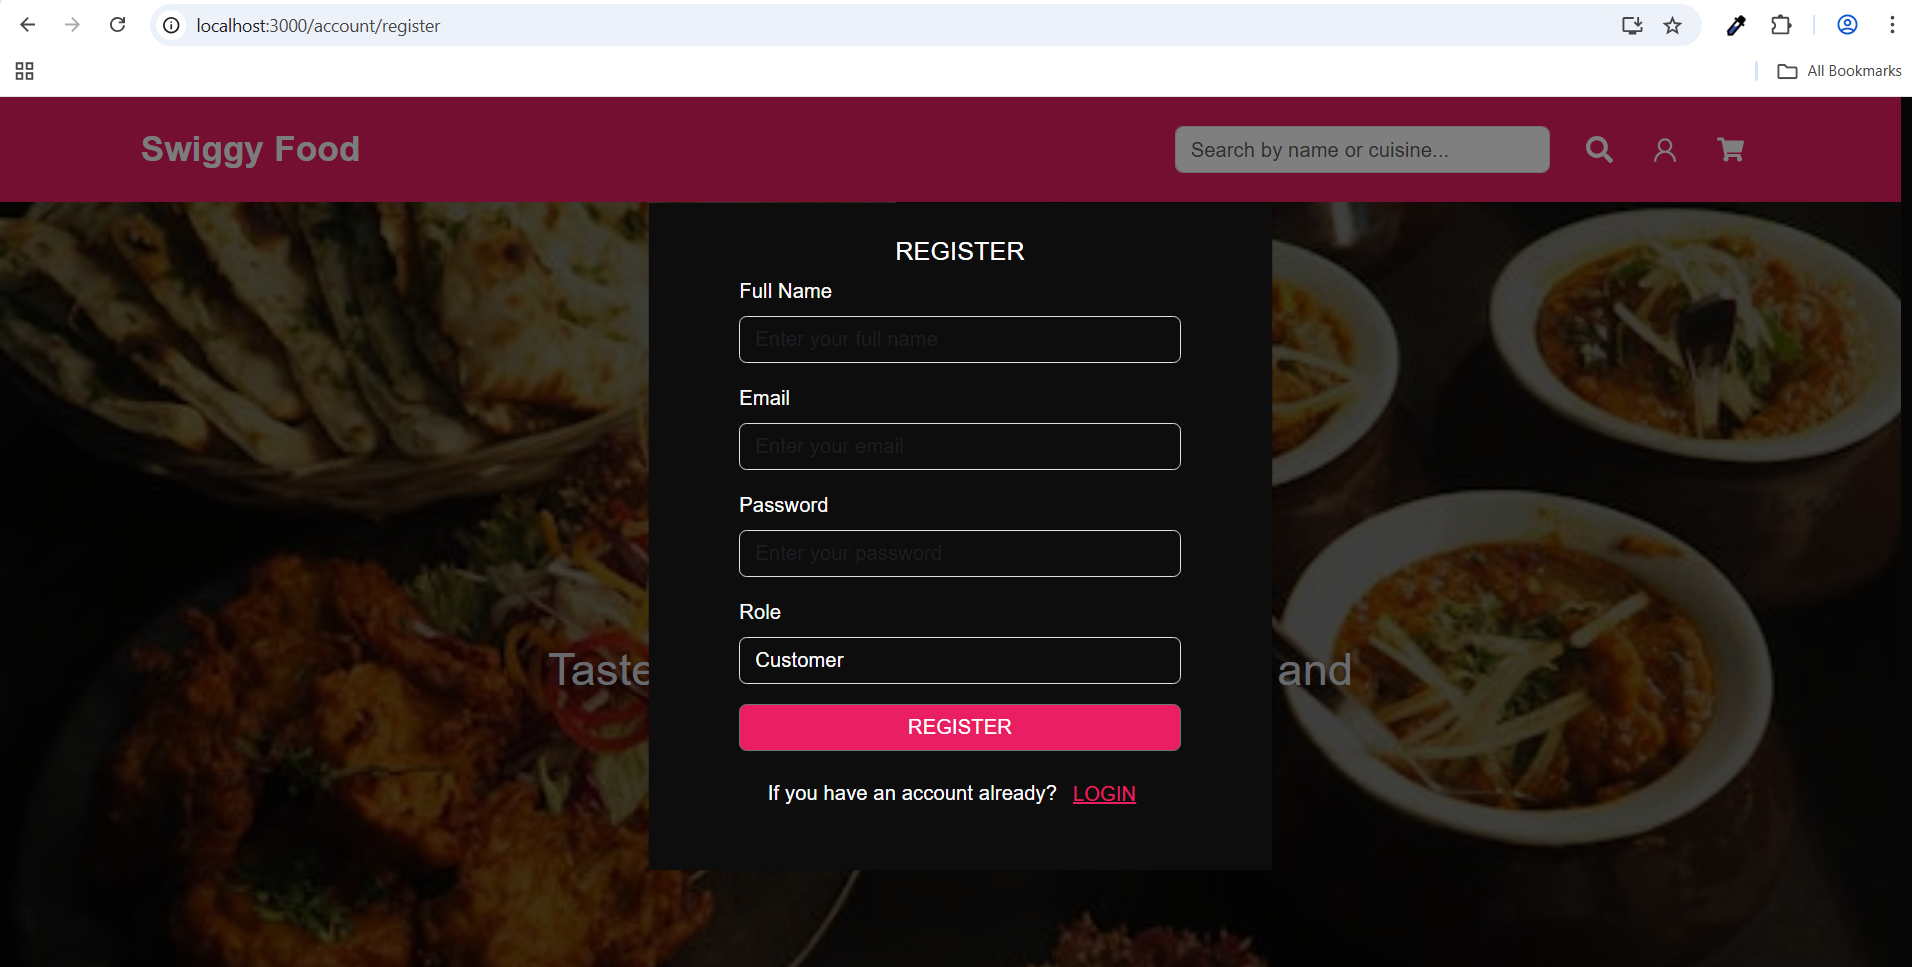 localhost:3000/account/register
All Bookmarks
Swiggy Food
Search by name or cuisine...
REGISTER
Full Name
Enter your full name
Email
Enter your email
Password
Enter your password
Role
Customer
Taste
and
REGISTER
If you have an account already? LOGIN